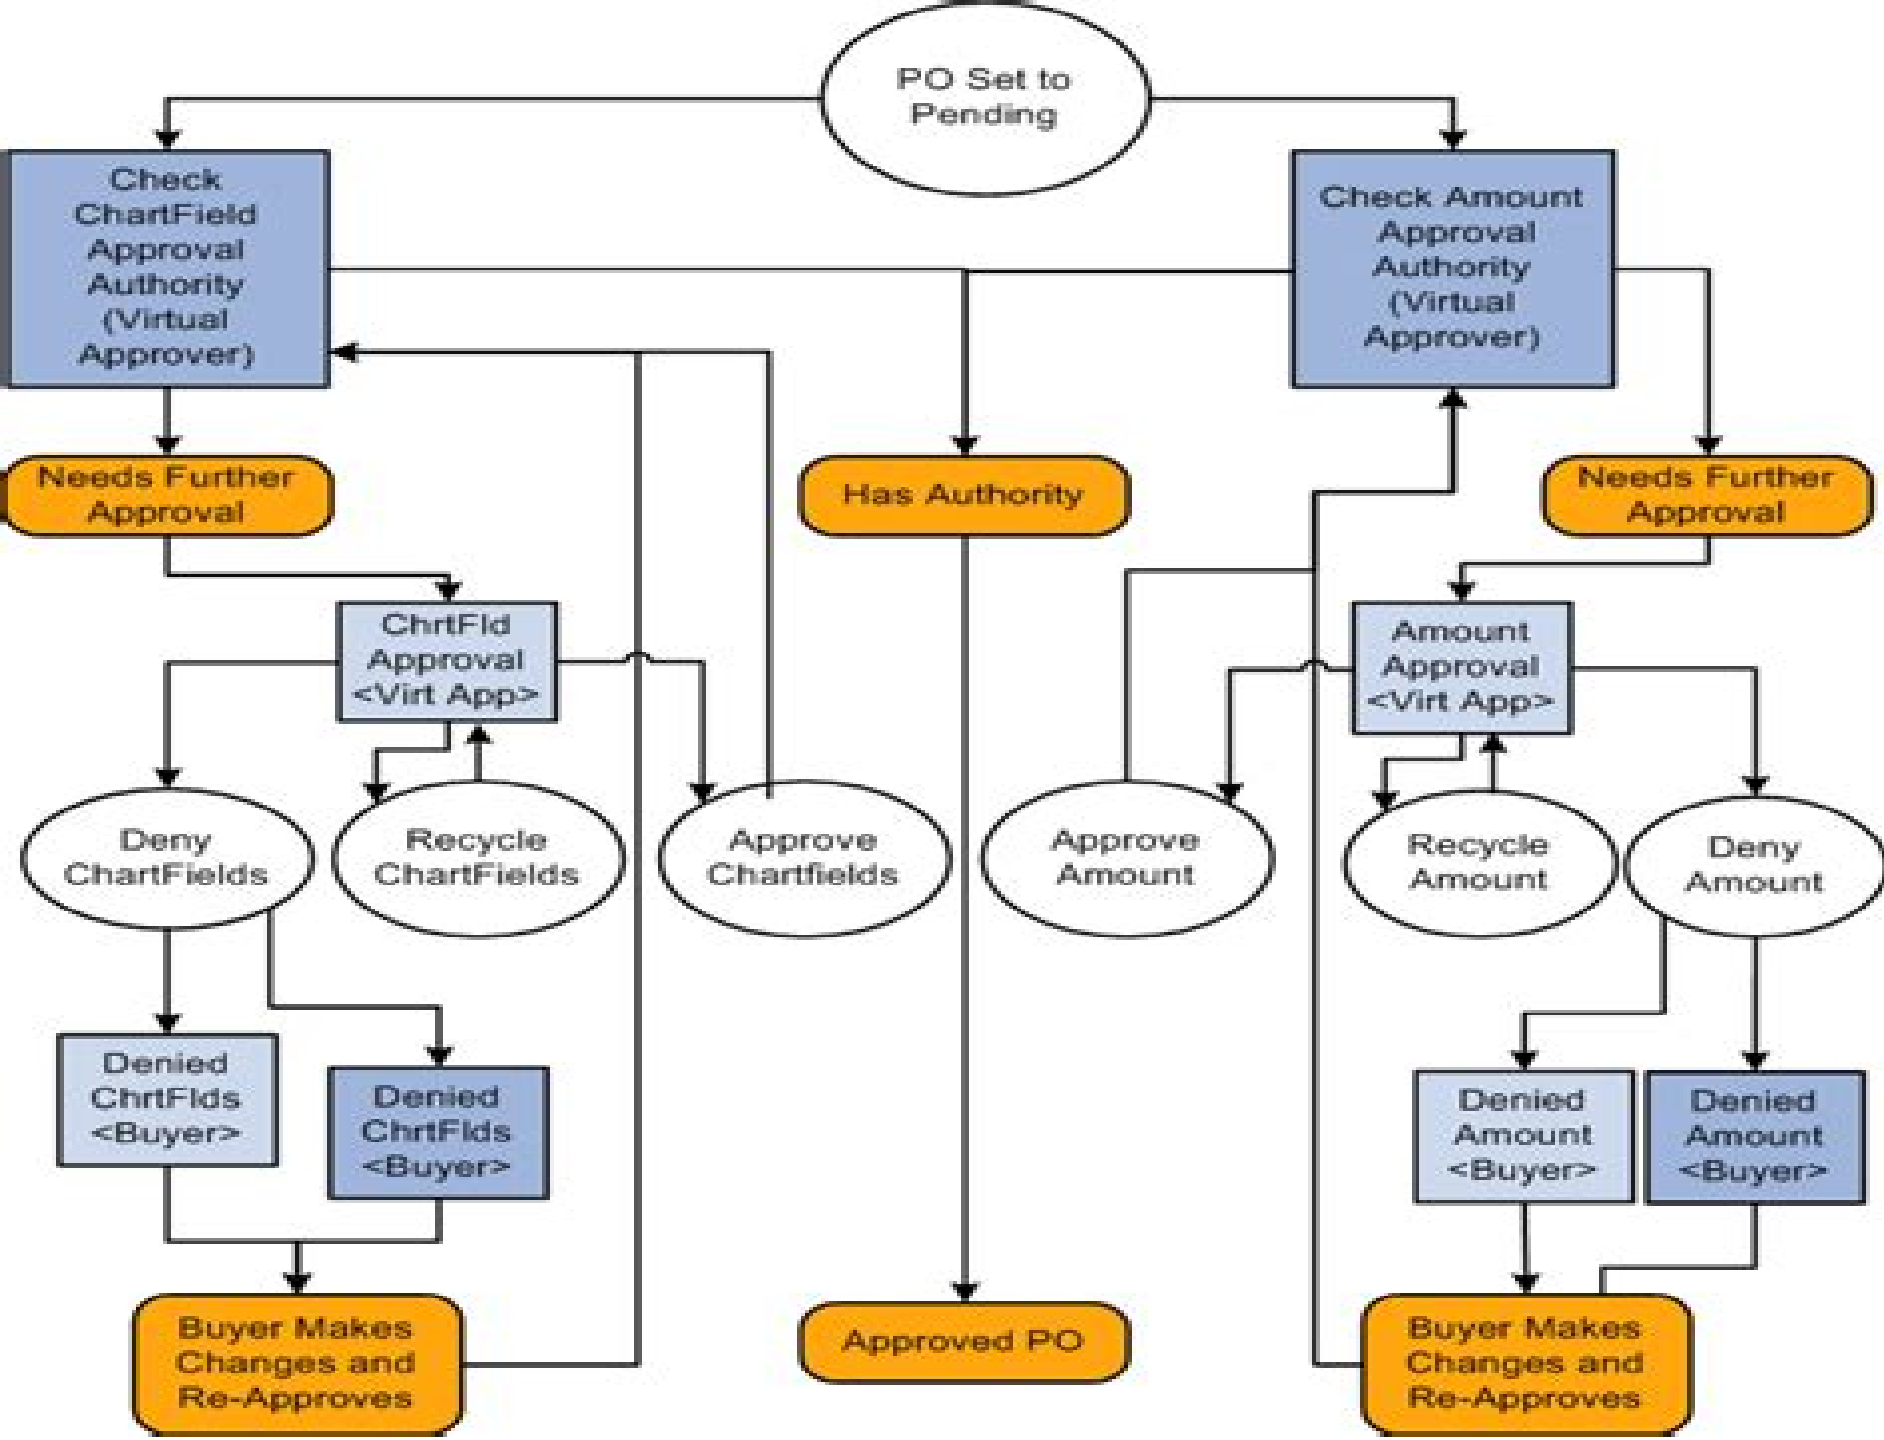 PO Set to
Pending
Check
ChartField
Approval
Authority
(Virtual
Approver)
Check Amount
Approval
Authority
(Virtual
Approver)
Needs Further
Approval
Has Authority
Needs Further
Approval
ChrtFld
Approval
<Virt App>
Amount
Approval
<Virt App>
Deny
ChartFields
Recycle
ChartFields
Approve
Chartfields
Approve
Amount
Recycle
Amount
Deny
Amount
Denied
ChrtFlds
<Buyer>
Denied
ChrtFlds
<Buyer>
Denied
Amount
<Buyer>
Denied
Amount
<Buyer>
Buyer Makes
Changes and
Re-Approves
Approved PO
Buyer Makes
Changes and
Re-Approves